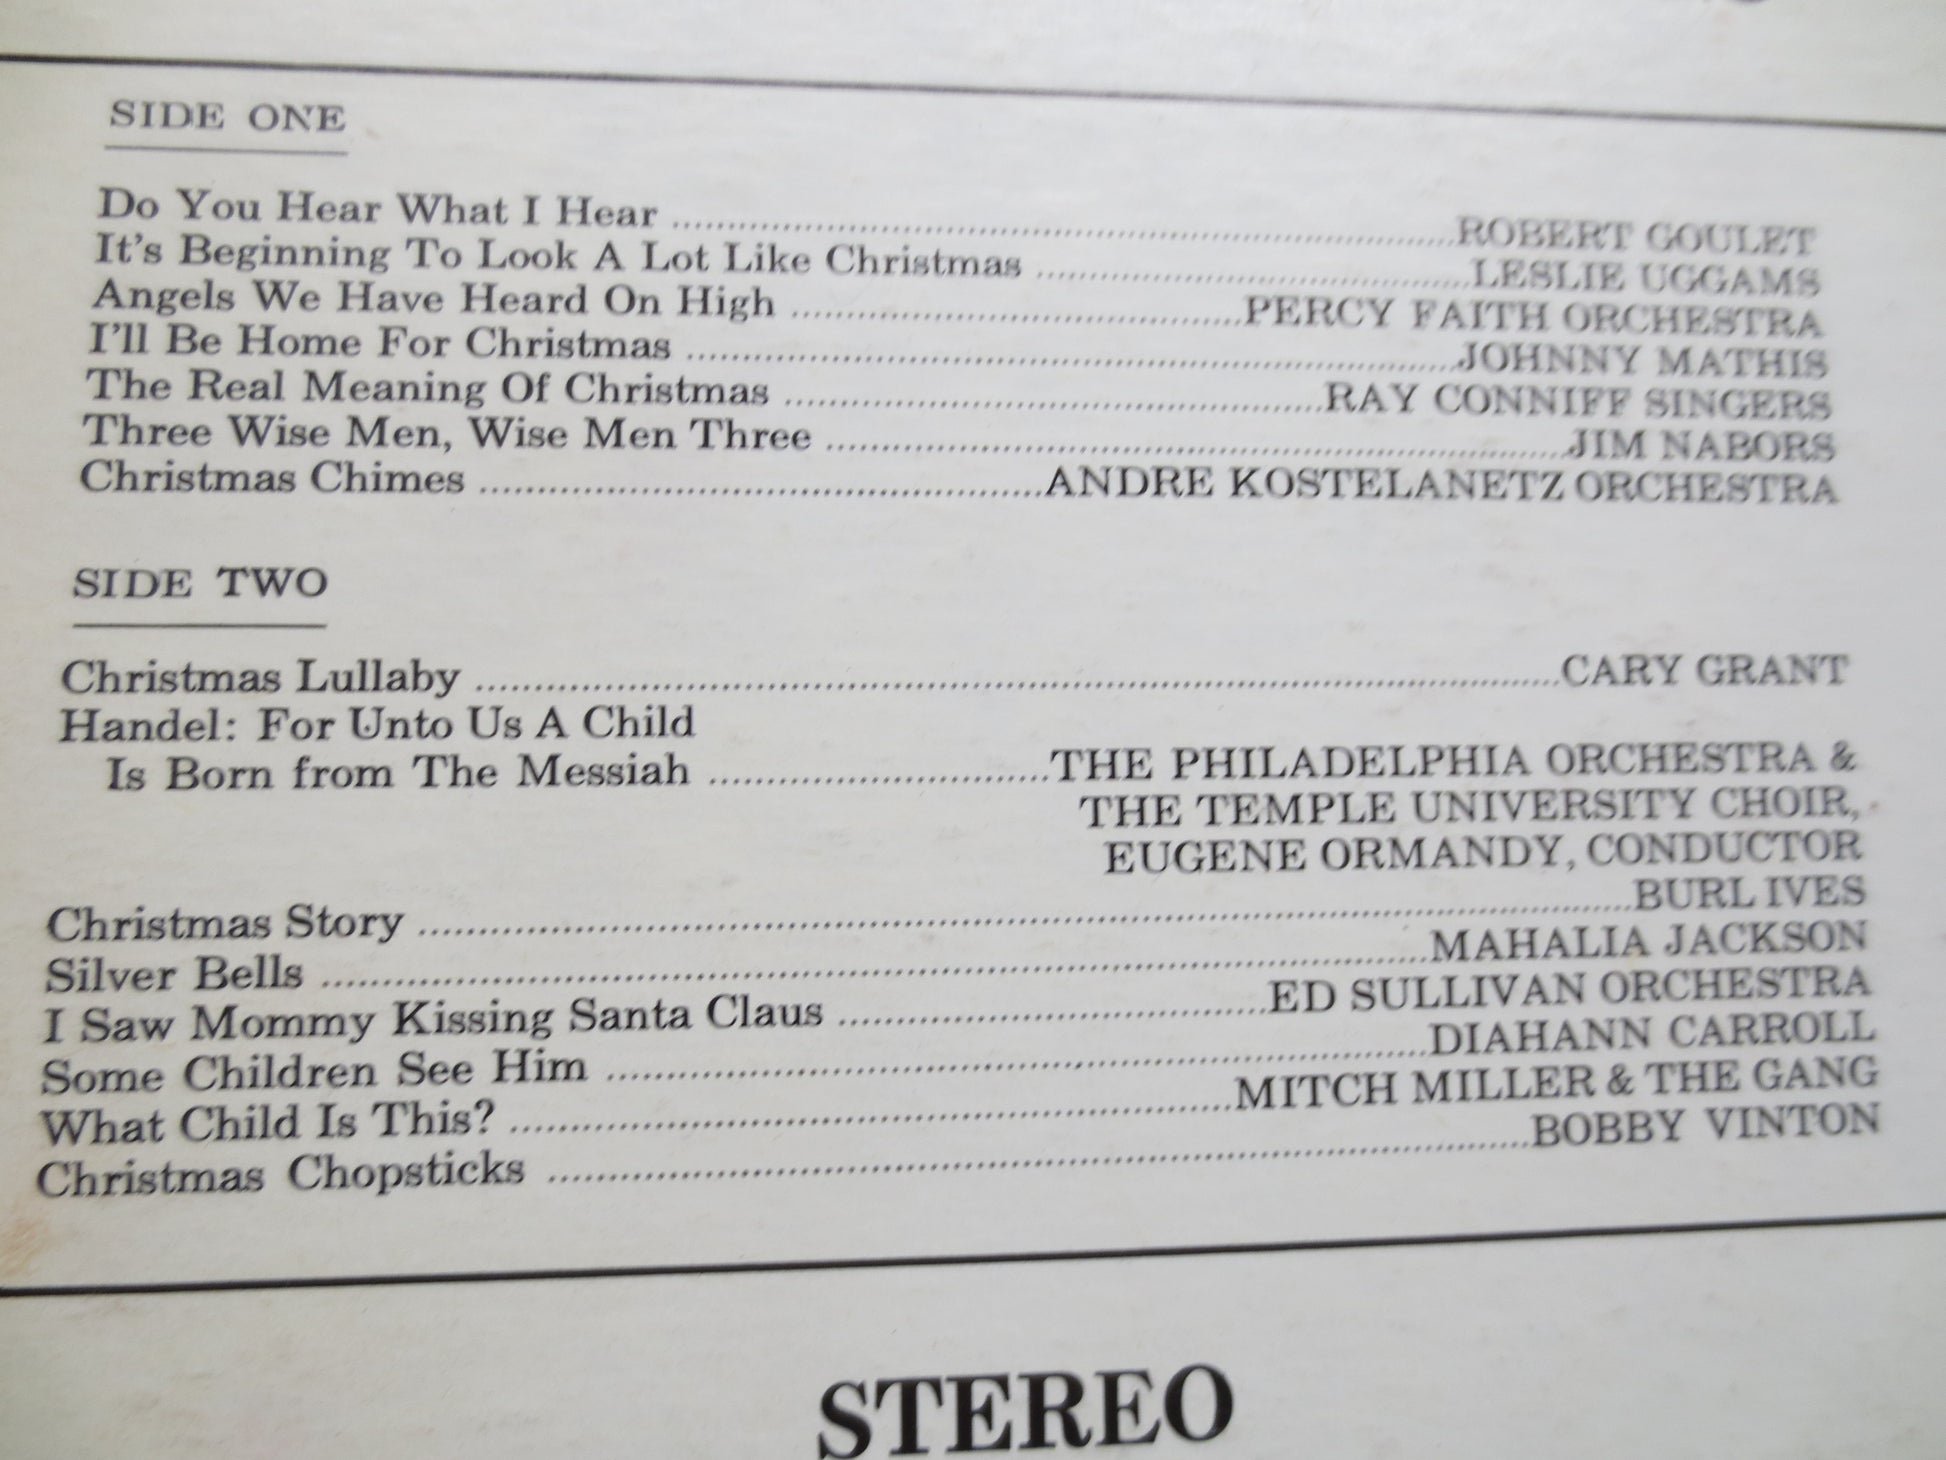 SIDE ONE
Do You Hear What I Hear ........ ROBERT GOULET
It's Beginning To Look A Lot Like Christmas ........ LESLIE UGGAMS
Angels We Have Heard On High ........ PERCY FAITH ORCHESTRA
I'll Be Home For Christmas ........ JOHNNY MATHIS
The Real Meaning Of Christmas ........ RAY CONNIFF SINGERS
Three Wise Men, Wise Men Three ........ JIM NABORS
Christmas Chimes ........ ANDRE KOSTELANETZ ORCHESTRA
SIDE TWO
Christmas Lullaby ........ CARY GRANT
Handel: For Unto Us A Child
Is Born from The Messiah ........ THE PHILADELPHIA ORCHESTRA &
THE TEMPLE UNIVERSITY CHOIR,
EUGENE ORMANDY, CONDUCTOR
Christmas Story ........ BURL IVES
Silver Bells ........ MAHALIA JACKSON
I Saw Mommy Kissing Santa Claus ........ ED SULLIVAN ORCHESTRA
Some Children See Him ........ DIAHANN CARROLL
What Child Is This? ........ MITCH MILLER & THE GANG
Christmas Chopsticks ........ BOBBY VINTON
STEREO